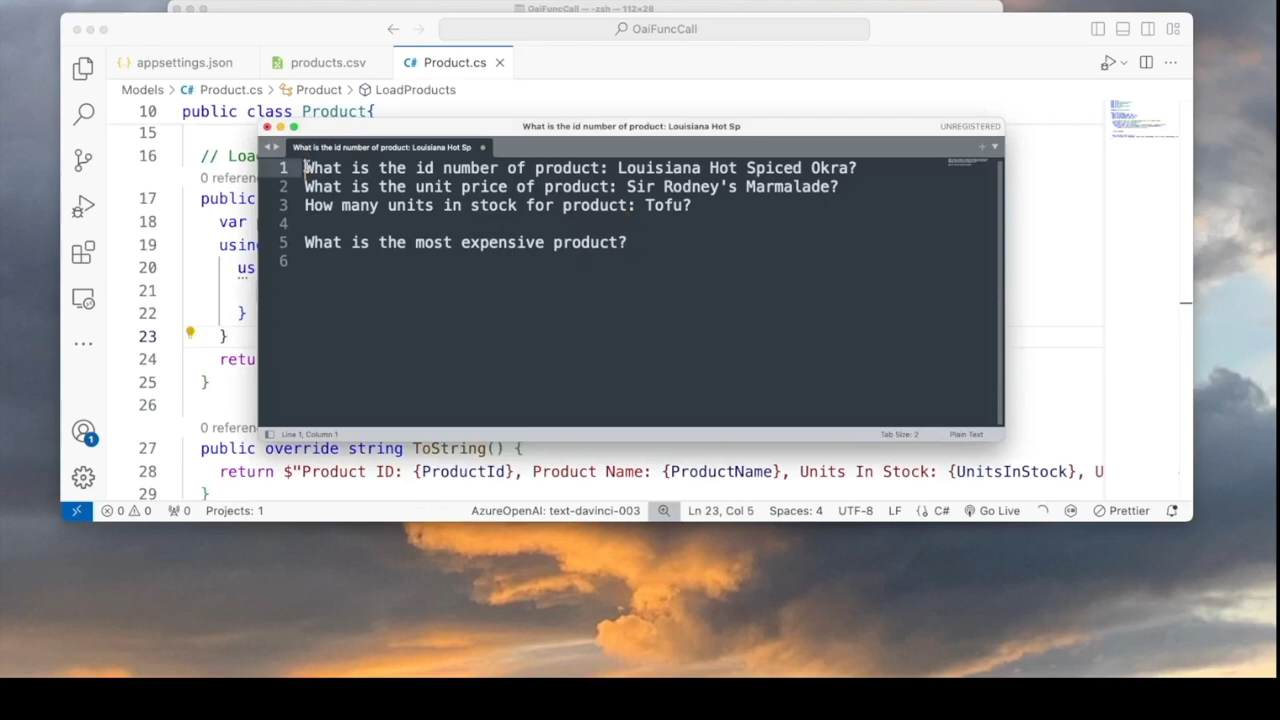 OaiFuncCall — -zsh — 112×28
OaiFuncCall
appsettings.json
products.csv
C# Product.cs
Models > C# Product.cs > Product > LoadProducts
10 public class Product{
15
16 // Loa
0 referen
17 public
18 var
19 usin
20 us
21
22 }
23 }
24 retu
25 }
26
0 referenc
27 public override string ToString() {
28 return $"Product ID: {ProductId}, Product Name: {ProductName}, Units In Stock: {UnitsInStock}, U
29 }
What is the id number of product: Louisiana Hot Sp
UNREGISTERED
What is the id number of product: Louisiana Hot Sp
1 What is the id number of product: Louisiana Hot Spiced Okra?
2 What is the unit price of product: Sir Rodney's Marmalade?
3 How many units in stock for product: Tofu?
4
5 What is the most expensive product?
6
Line 1, Column 1
Tab Size: 2
Plain Text
1
0 0 0 Projects: 1 AzureOpenAI: text-davinci-003 Ln 23, Col 5 Spaces: 4 UTF-8 LF {} C# Go Live Prettier